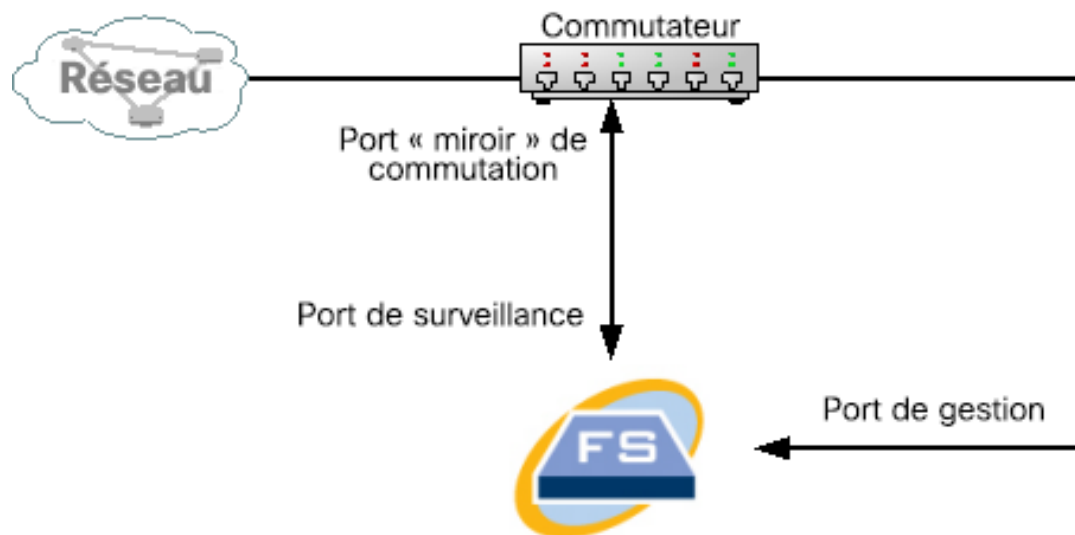 Commutateur
Réseau
Port « miroir » de
commutation
Port de surveillance
Port de gestion
FS